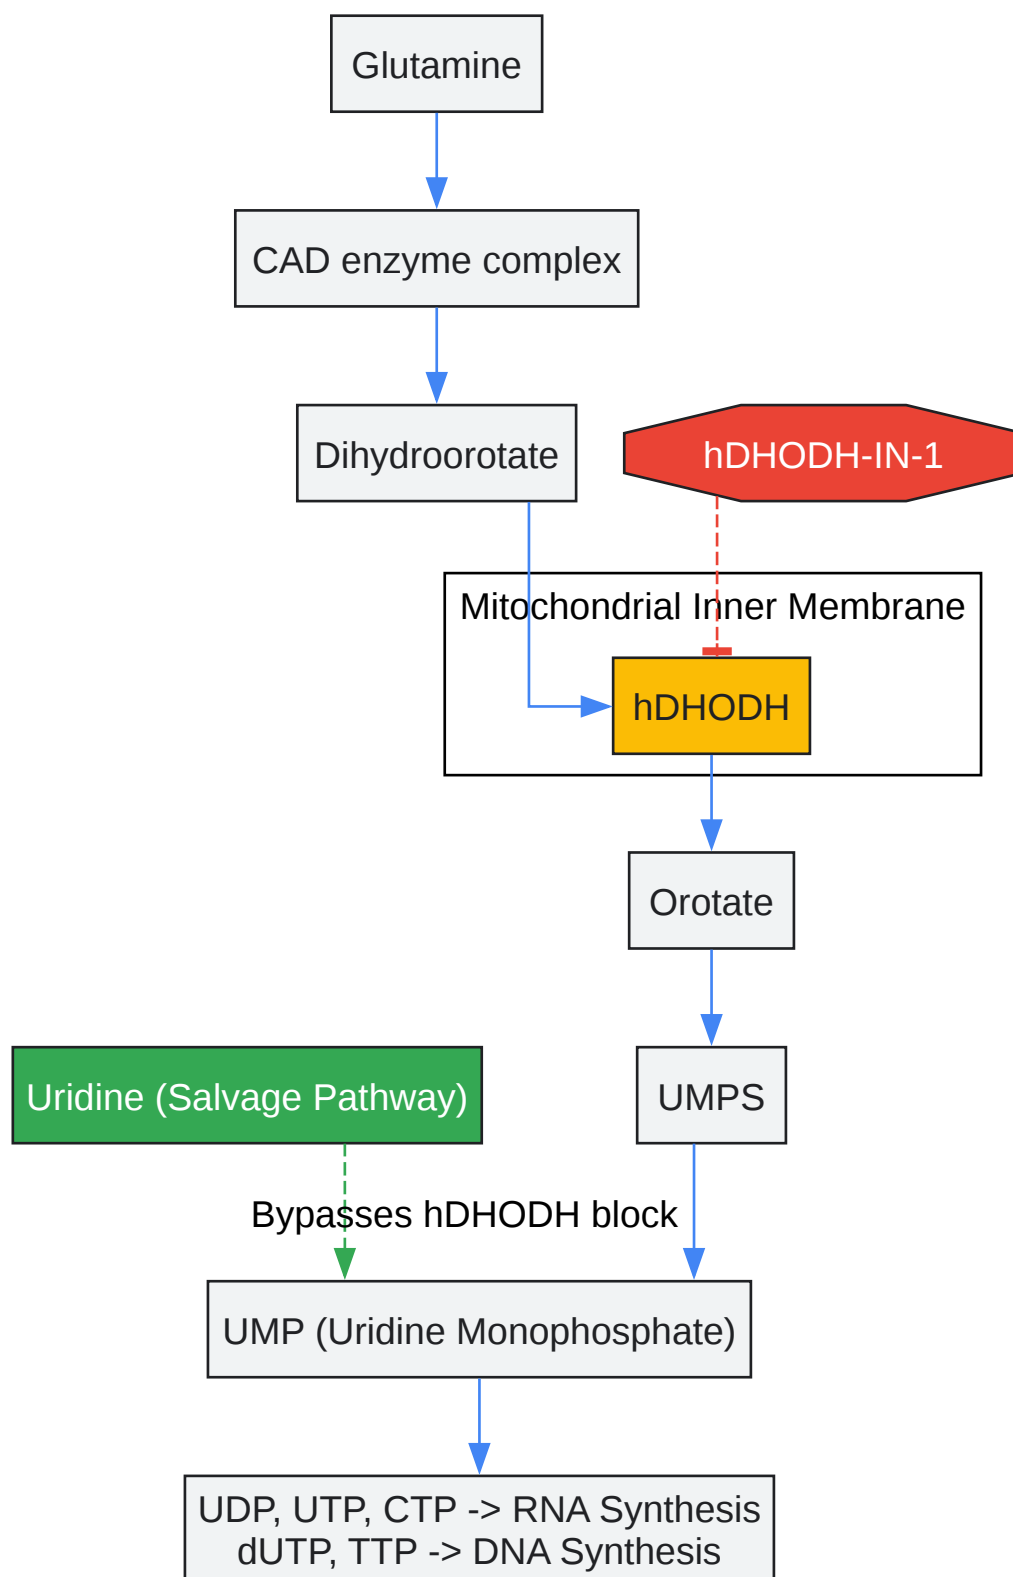 Glutamine
CAD enzyme complex
Dihydroorotate
hDHODH-IN-1
Mitochondrial Inner Membrane
hDHODH
Orotate
Uridine (Salvage Pathway)
UMPS
Bypasses hDHODH block
UMP (Uridine Monophosphate)
UDP, UTP, CTP -> RNA Synthesis
dUTP, TTP -> DNA Synthesis